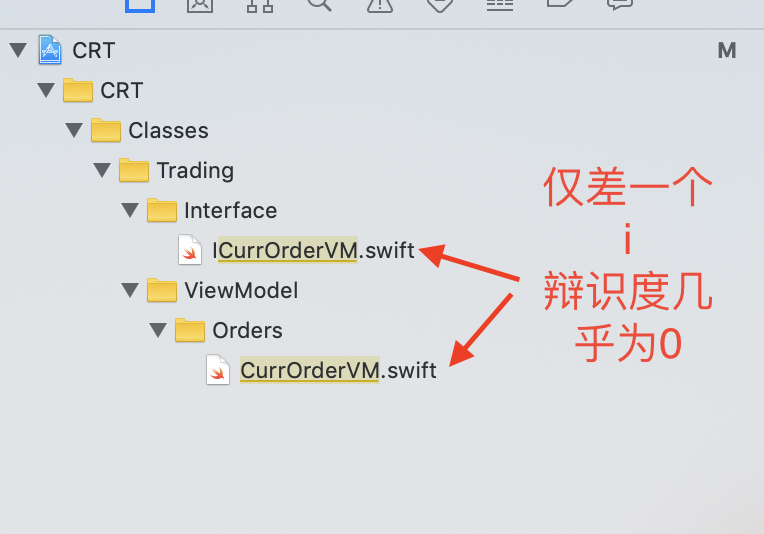 CRT
M
CRT
Classes
Trading
Interface
ICurrOrderVM.swift
ViewModel
Orders
CurrOrderVM.swift
仅差一个
i
辩识度几
乎为0